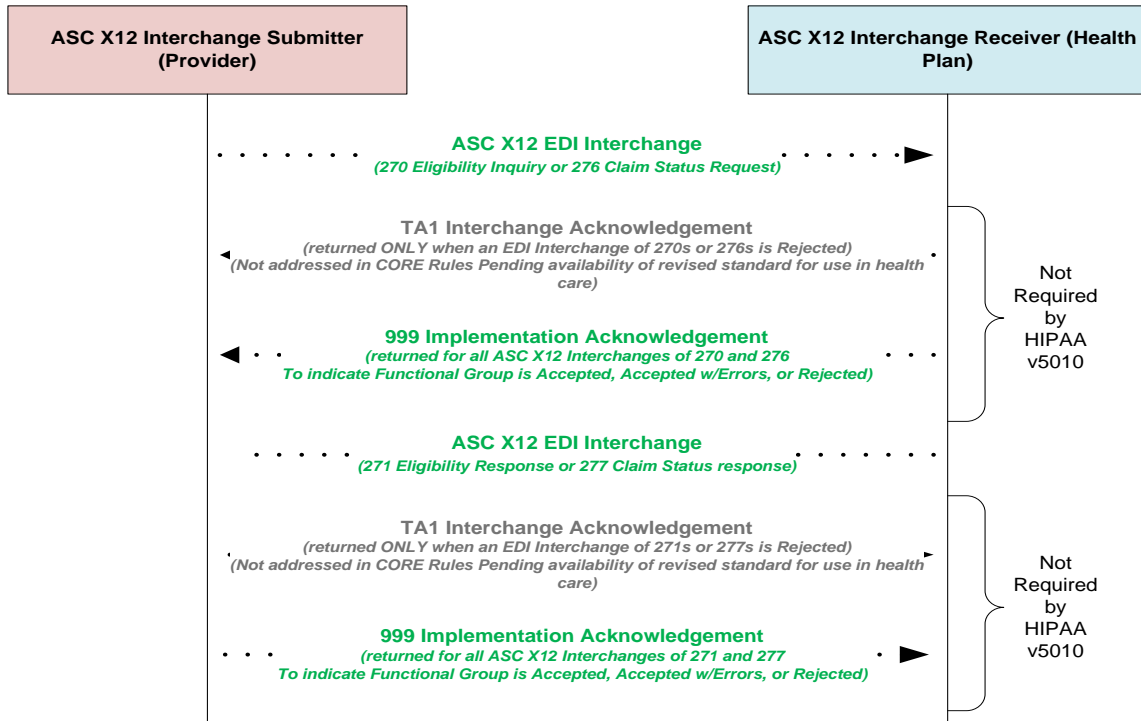 ASC X12 Interchange Submitter
(Provider)
ASC X12 Interchange Receiver (Health
Plan)
ASC X12 EDI Interchange
(270 Eligibility Inquiry or 276 Claim Status Request)
TA1 Interchange Acknowledgement
(returned ONLY when an EDI Interchange of 270s or 276s is Rejected)
(Not addressed in CORE Rules Pending availability of revised standard for use in health
care)
999 Implementation Acknowledgement
(returned for all ASC X12 Interchanges of 270 and 276
To indicate Functional Group is Accepted, Accepted w/Errors, or Rejected)
Not
Required
by
HIPAA
v5010
ASC X12 EDI Interchange
(271 Eligibility Response or 277 Claim Status response)
TA1 Interchange Acknowledgement
(returned ONLY when an EDI Interchange of 271s or 277s is Rejected)
(Not addressed in CORE Rules Pending availability of revised standard for use in health
care)
999 Implementation Acknowledgement
(returned for all ASC X12 Interchanges of 271 and 277
To indicate Functional Group is Accepted, Accepted w/Errors, or Rejected)
Not
Required
by
HIPAA
v5010